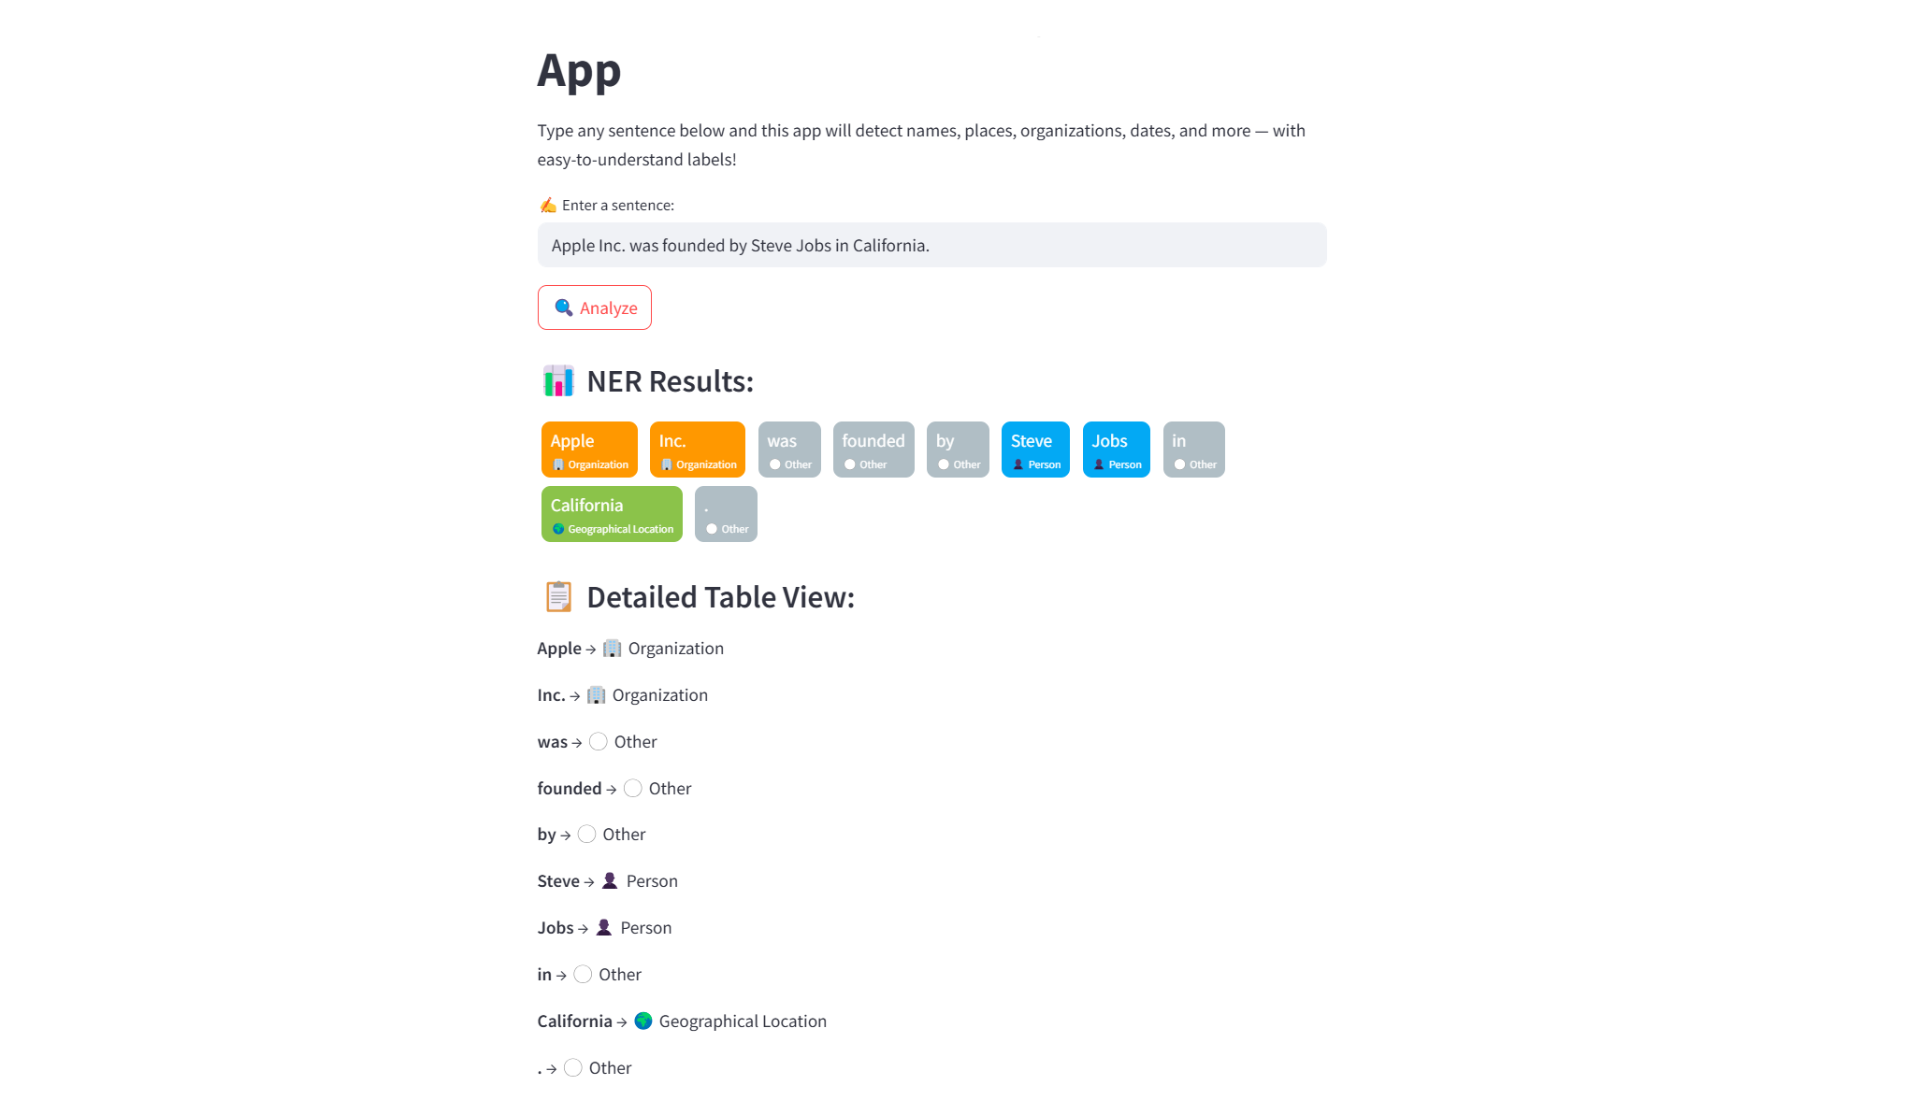 App
Type any sentence below and this app will detect names, places, organizations, dates, and more — with
easy-to-understand labels!
✍️ Enter a sentence:
Apple Inc. was founded by Steve Jobs in California.
🔍 Analyze
📊 NER Results:
Apple Inc. was founded by Steve Jobs in
🏢 Organization 🏢 Organization ⚪ Other ⚪ Other ⚪ Other 👤 Person 👤 Person ⚪ Other
California .
🌍 Geographical Location ⚪ Other
📋 Detailed Table View:
Apple → 🏢 Organization
Inc. → 🏢 Organization
was → ⚪ Other
founded → ⚪ Other
by → ⚪ Other
Steve → 👤 Person
Jobs → 👤 Person
in → ⚪ Other
California → 🌍 Geographical Location
. → ⚪ Other